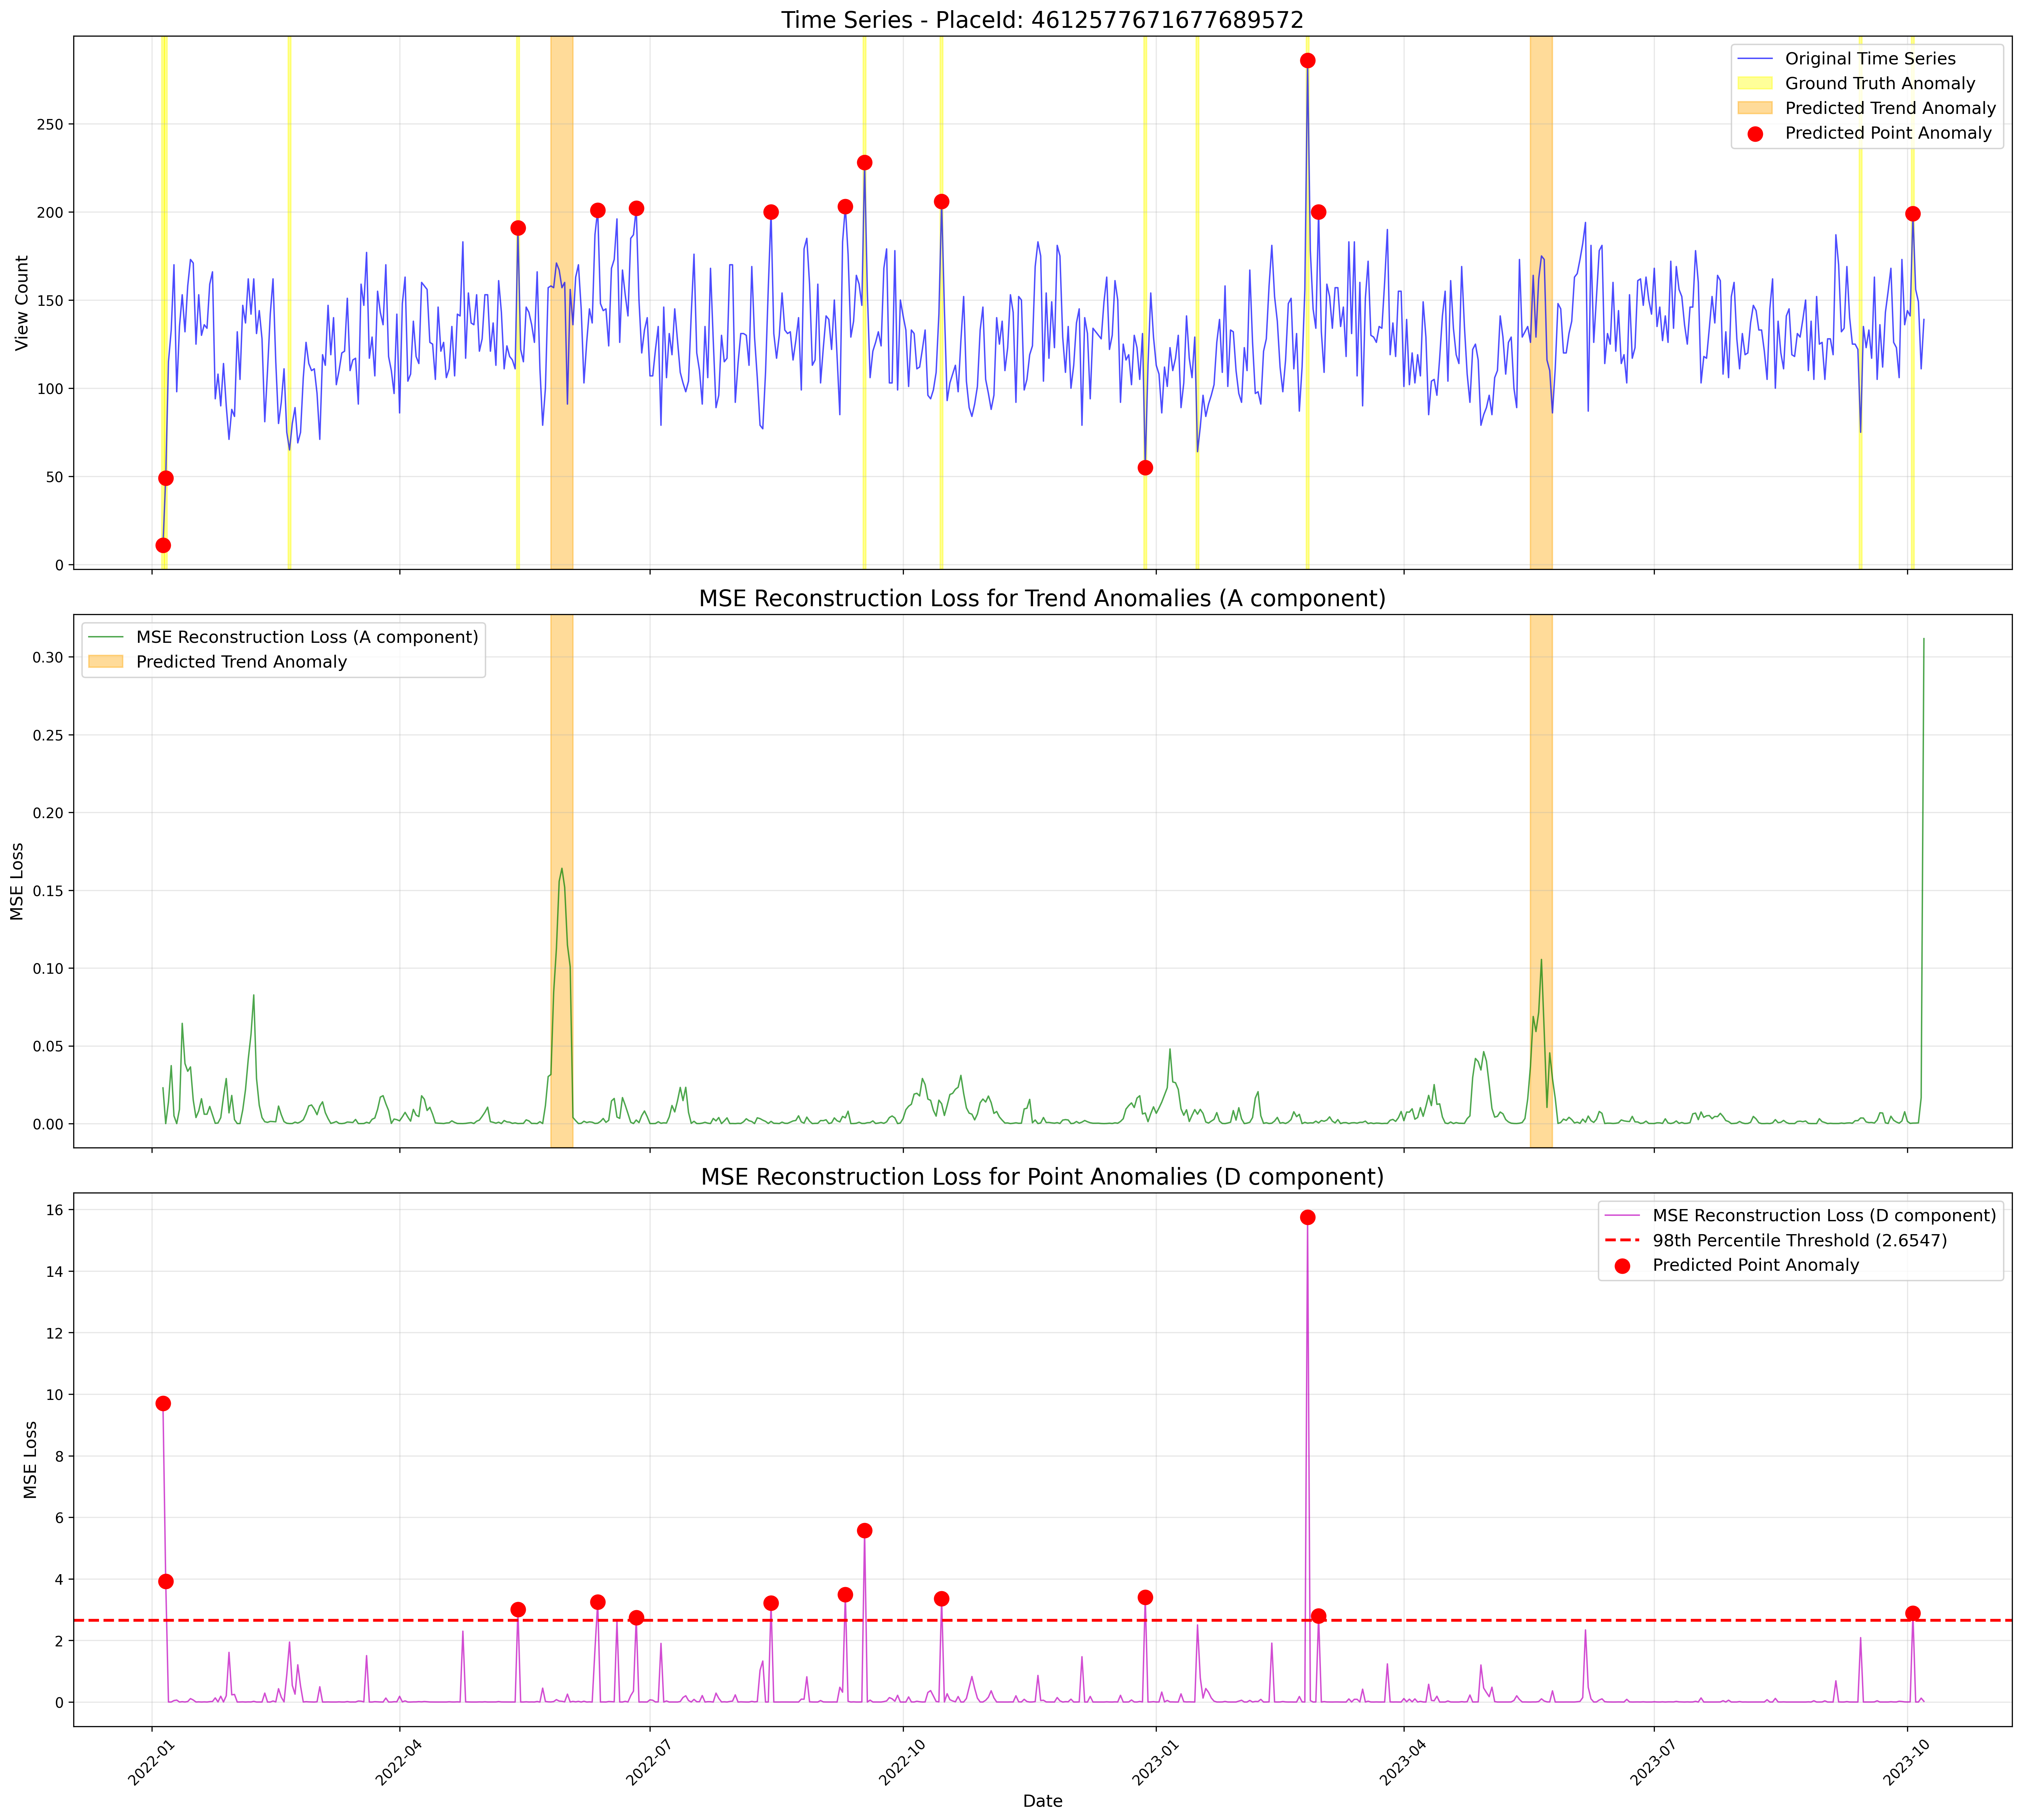 Time Series - PlaceId: 4612577671677689572
View Count
250
200
150
100
50
0
Original Time Series
Ground Truth Anomaly
Predicted Trend Anomaly
Predicted Point Anomaly
MSE Reconstruction Loss for Trend Anomalies (A component)
MSE Loss
0.30
0.25
0.20
0.15
0.10
0.05
0.00
MSE Reconstruction Loss (A component)
Predicted Trend Anomaly
MSE Reconstruction Loss for Point Anomalies (D component)
MSE Loss
16
14
12
10
8
6
4
2
0
MSE Reconstruction Loss (D component)
98th Percentile Threshold (2.6547)
Predicted Point Anomaly
2022-01
2022-04
2022-07
2022-10
2023-01
2023-04
2023-07
2023-10
Date